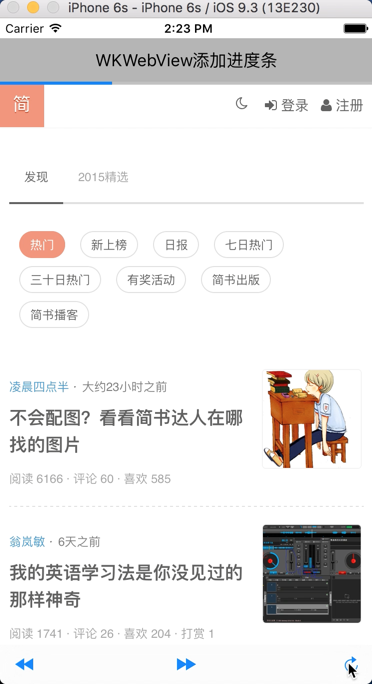 iPhone 6s - iPhone 6s / iOS 9.3 (13E230)
Carrier 2:23 PM
WKWebView添加进度条
简 登录 注册
发现 2015精选
热门 新上榜 日报 七日热门
三十日热门 有奖活动 简书出版
简书播客
凌晨四点半 · 大约23小时之前
不会配图？看看简书达人在哪
找的图片
阅读 6166 · 评论 60 · 喜欢 585
翁岚敏 · 6天之前
我的英语学习法是你没见过的
那样神奇
阅读 1741 · 评论 26 · 喜欢 204 · 打赏 1